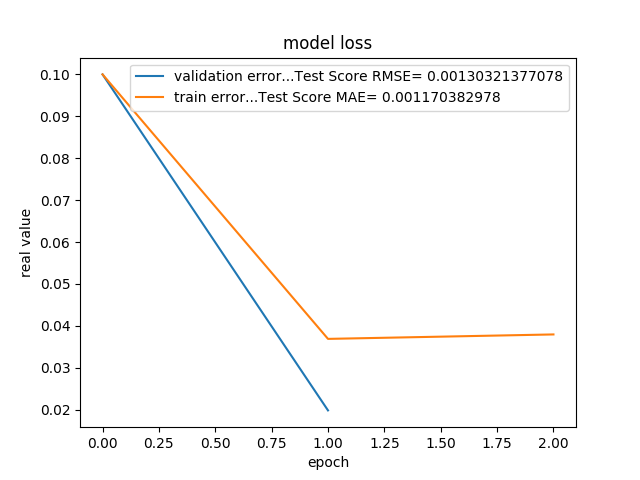 model loss
validation error...Test Score RMSE= 0.00130321377078
train error...Test Score MAE= 0.001170382978
real value
0.10
0.09
0.08
0.07
0.06
0.05
0.04
0.03
0.02
0.00 0.25 0.50 0.75 1.00 1.25 1.50 1.75 2.00
epoch